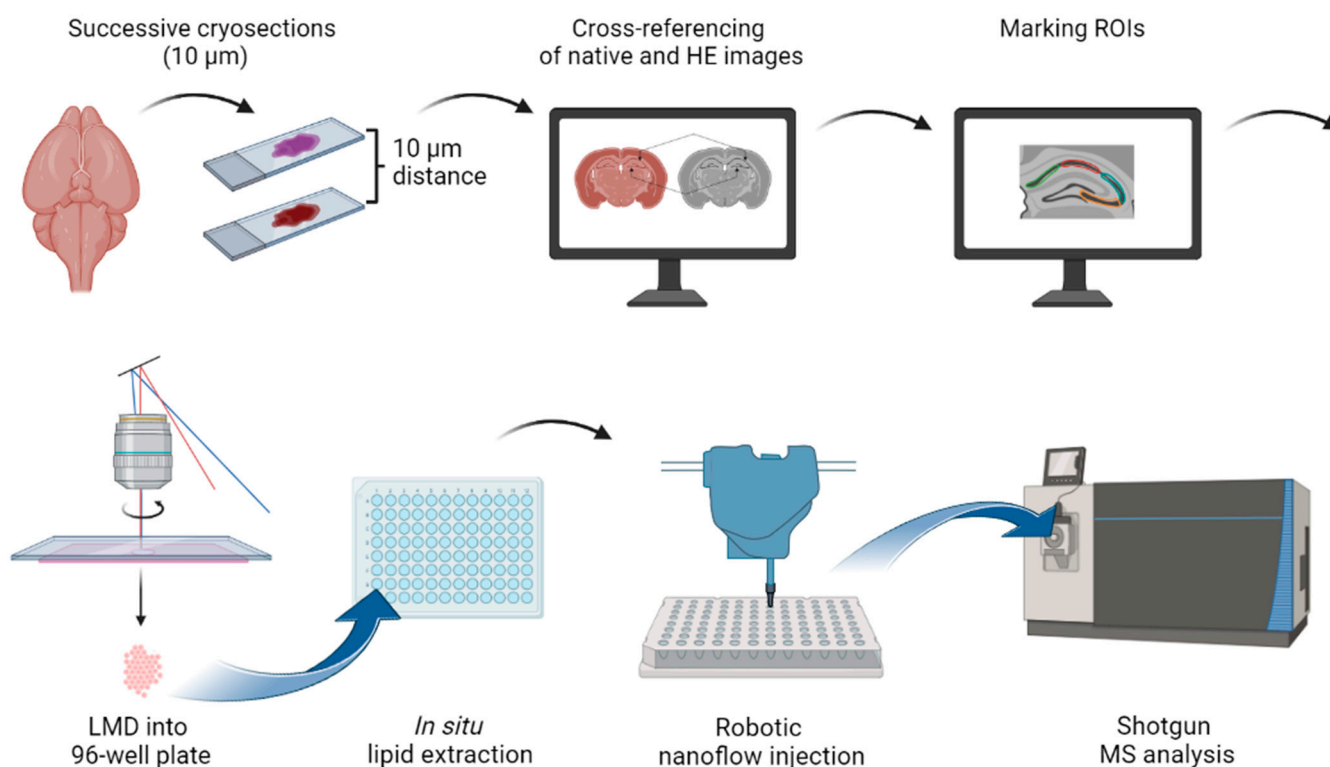 Successive cryosections
(10 µm)
Cross-referencing
of native and HE images
Marking ROIs
10 µm
distance
LMD into
96-well plate
In situ
lipid extraction
Robotic
nanoflow injection
Shotgun
MS analysis